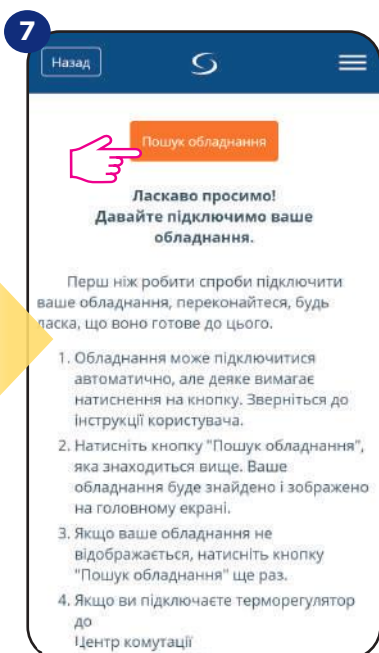 7
Назад
Пошук обладнання
Ласкаво просимо!
Давайте підключимо ваше
обладнання.
Перш ніж робити спроби підключити
ваше обладнання, переконайтеся, будь
ласка, що воно готове до цього.
1. Обладнання може підключитися
автоматично, але деяке вимагає
натиснення на кнопку. Зверніться до
інструкції користувача.
2. Натисніть кнопку "Пошук обладнання",
яка знаходиться вище. Ваше
обладнання буде знайдено і зображено
на головному екрані.
3. Якщо ваше обладнання не
відображається, натисніть кнопку
"Пошук обладнання" ще раз.
4. Якщо ви підключаєте терморегулятор
до
Центр комутації